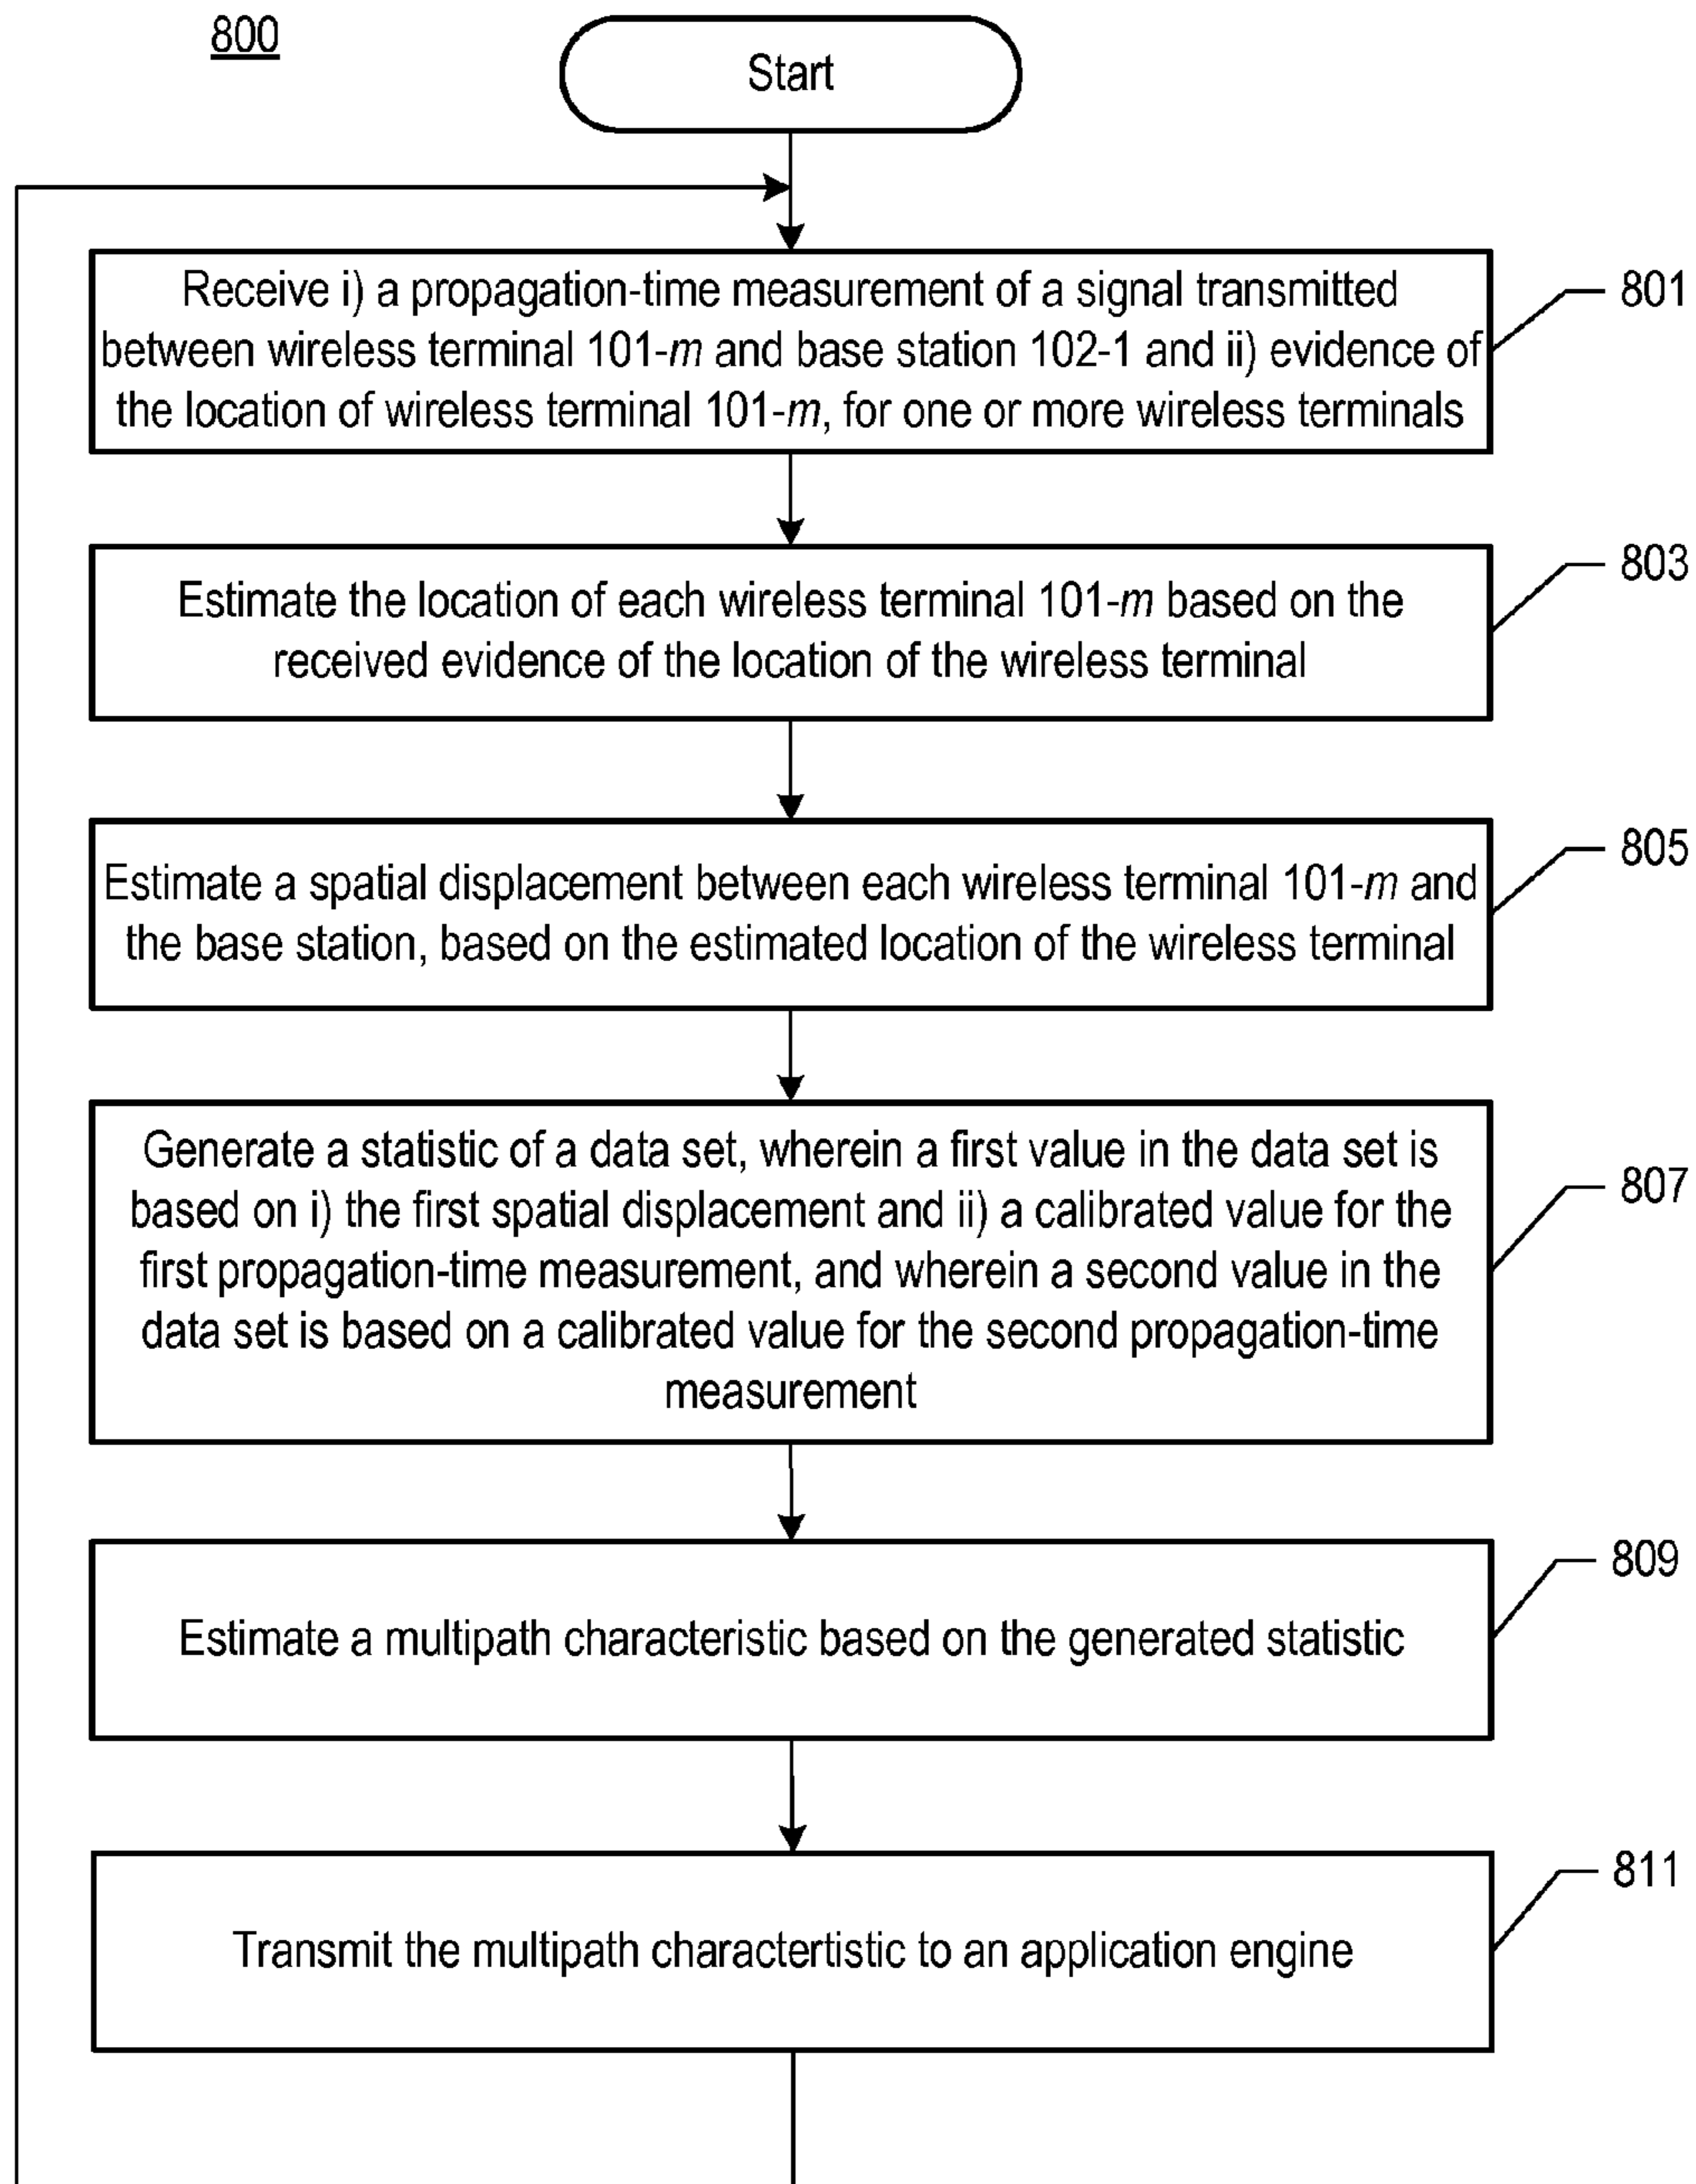 800
Start
Receive i) a propagation-time measurement of a signal transmitted
between wireless terminal 101-m and base station 102-1 and ii) evidence of
the location of wireless terminal 101-m, for one or more wireless terminals
801
Estimate the location of each wireless terminal 101-m based on the
received evidence of the location of the wireless terminal
803
Estimate a spatial displacement between each wireless terminal 101-m and
the base station, based on the estimated location of the wireless terminal
805
Generate a statistic of a data set, wherein a first value in the data set is
based on i) the first spatial displacement and ii) a calibrated value for the
first propagation-time measurement, and wherein a second value in the
data set is based on a calibrated value for the second propagation-time
measurement
807
Estimate a multipath characteristic based on the generated statistic
809
Transmit the multipath charactertistic to an application engine
811